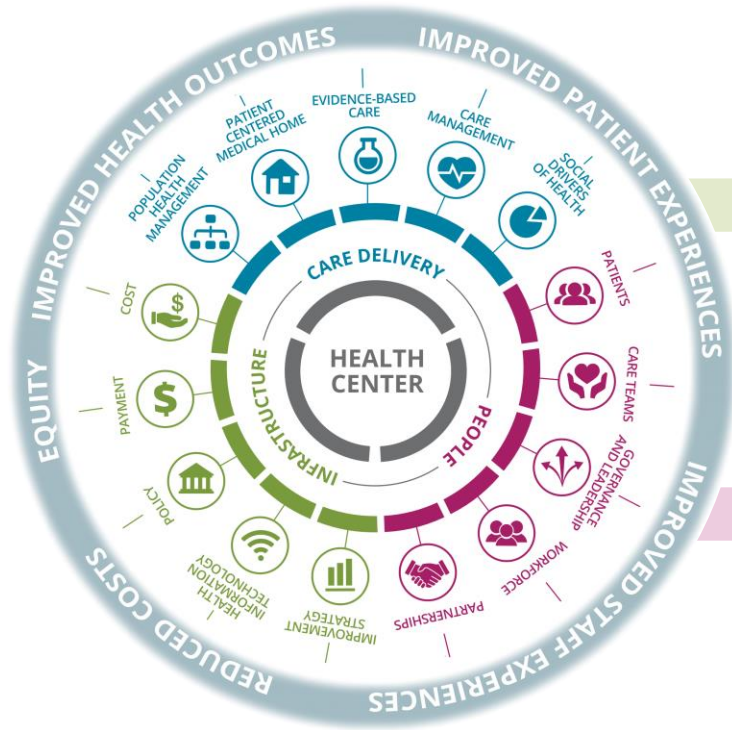 IMPROVED HEALTH OUTCOMES
IMPROVED PATIENT EXPERIENCES
IMPROVED STAFF EXPERIENCES
REDUCED COSTS
EQUITY
POPULATION
HEALTH
MANAGEMENT
PATIENT
CENTERED
MEDICAL HOME
EVIDENCE-BASED
CARE
CARE
MANAGEMENT
SOCIAL
DRIVERS
OF HEALTH
PATIENTS
CARE TEAMS
GOVERNANCE
AND LEADERSHIP
WORKFORCE
PARTNERSHIPS
IMPROVEMENT
STRATEGY
HEALTH
INFORMATION
TECHNOLOGY
POLICY
PAYMENT
$
COST
$
CARE DELIVERY
PEOPLE
INFRASTRUCTURE
HEALTH
CENTER